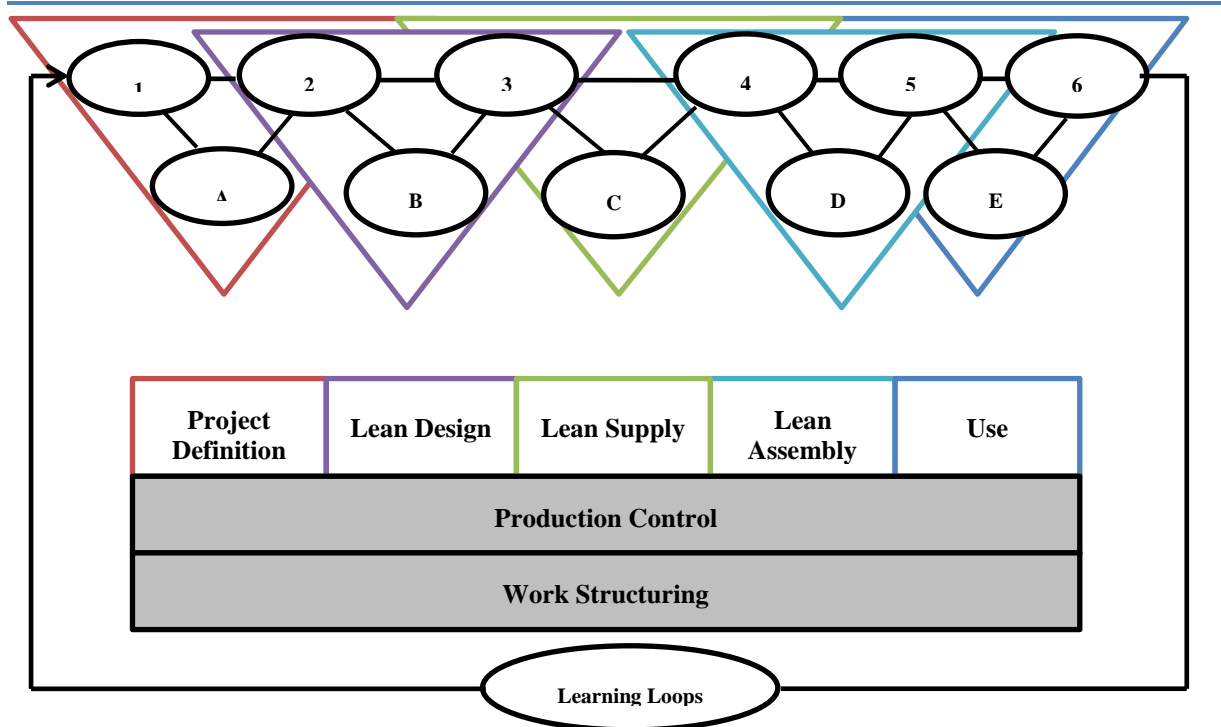 1 2 3 4 5 6
A B C D E
Project Definition
Lean Design
Lean Supply
Lean Assembly
Use
Production Control
Work Structuring
Learning Loops